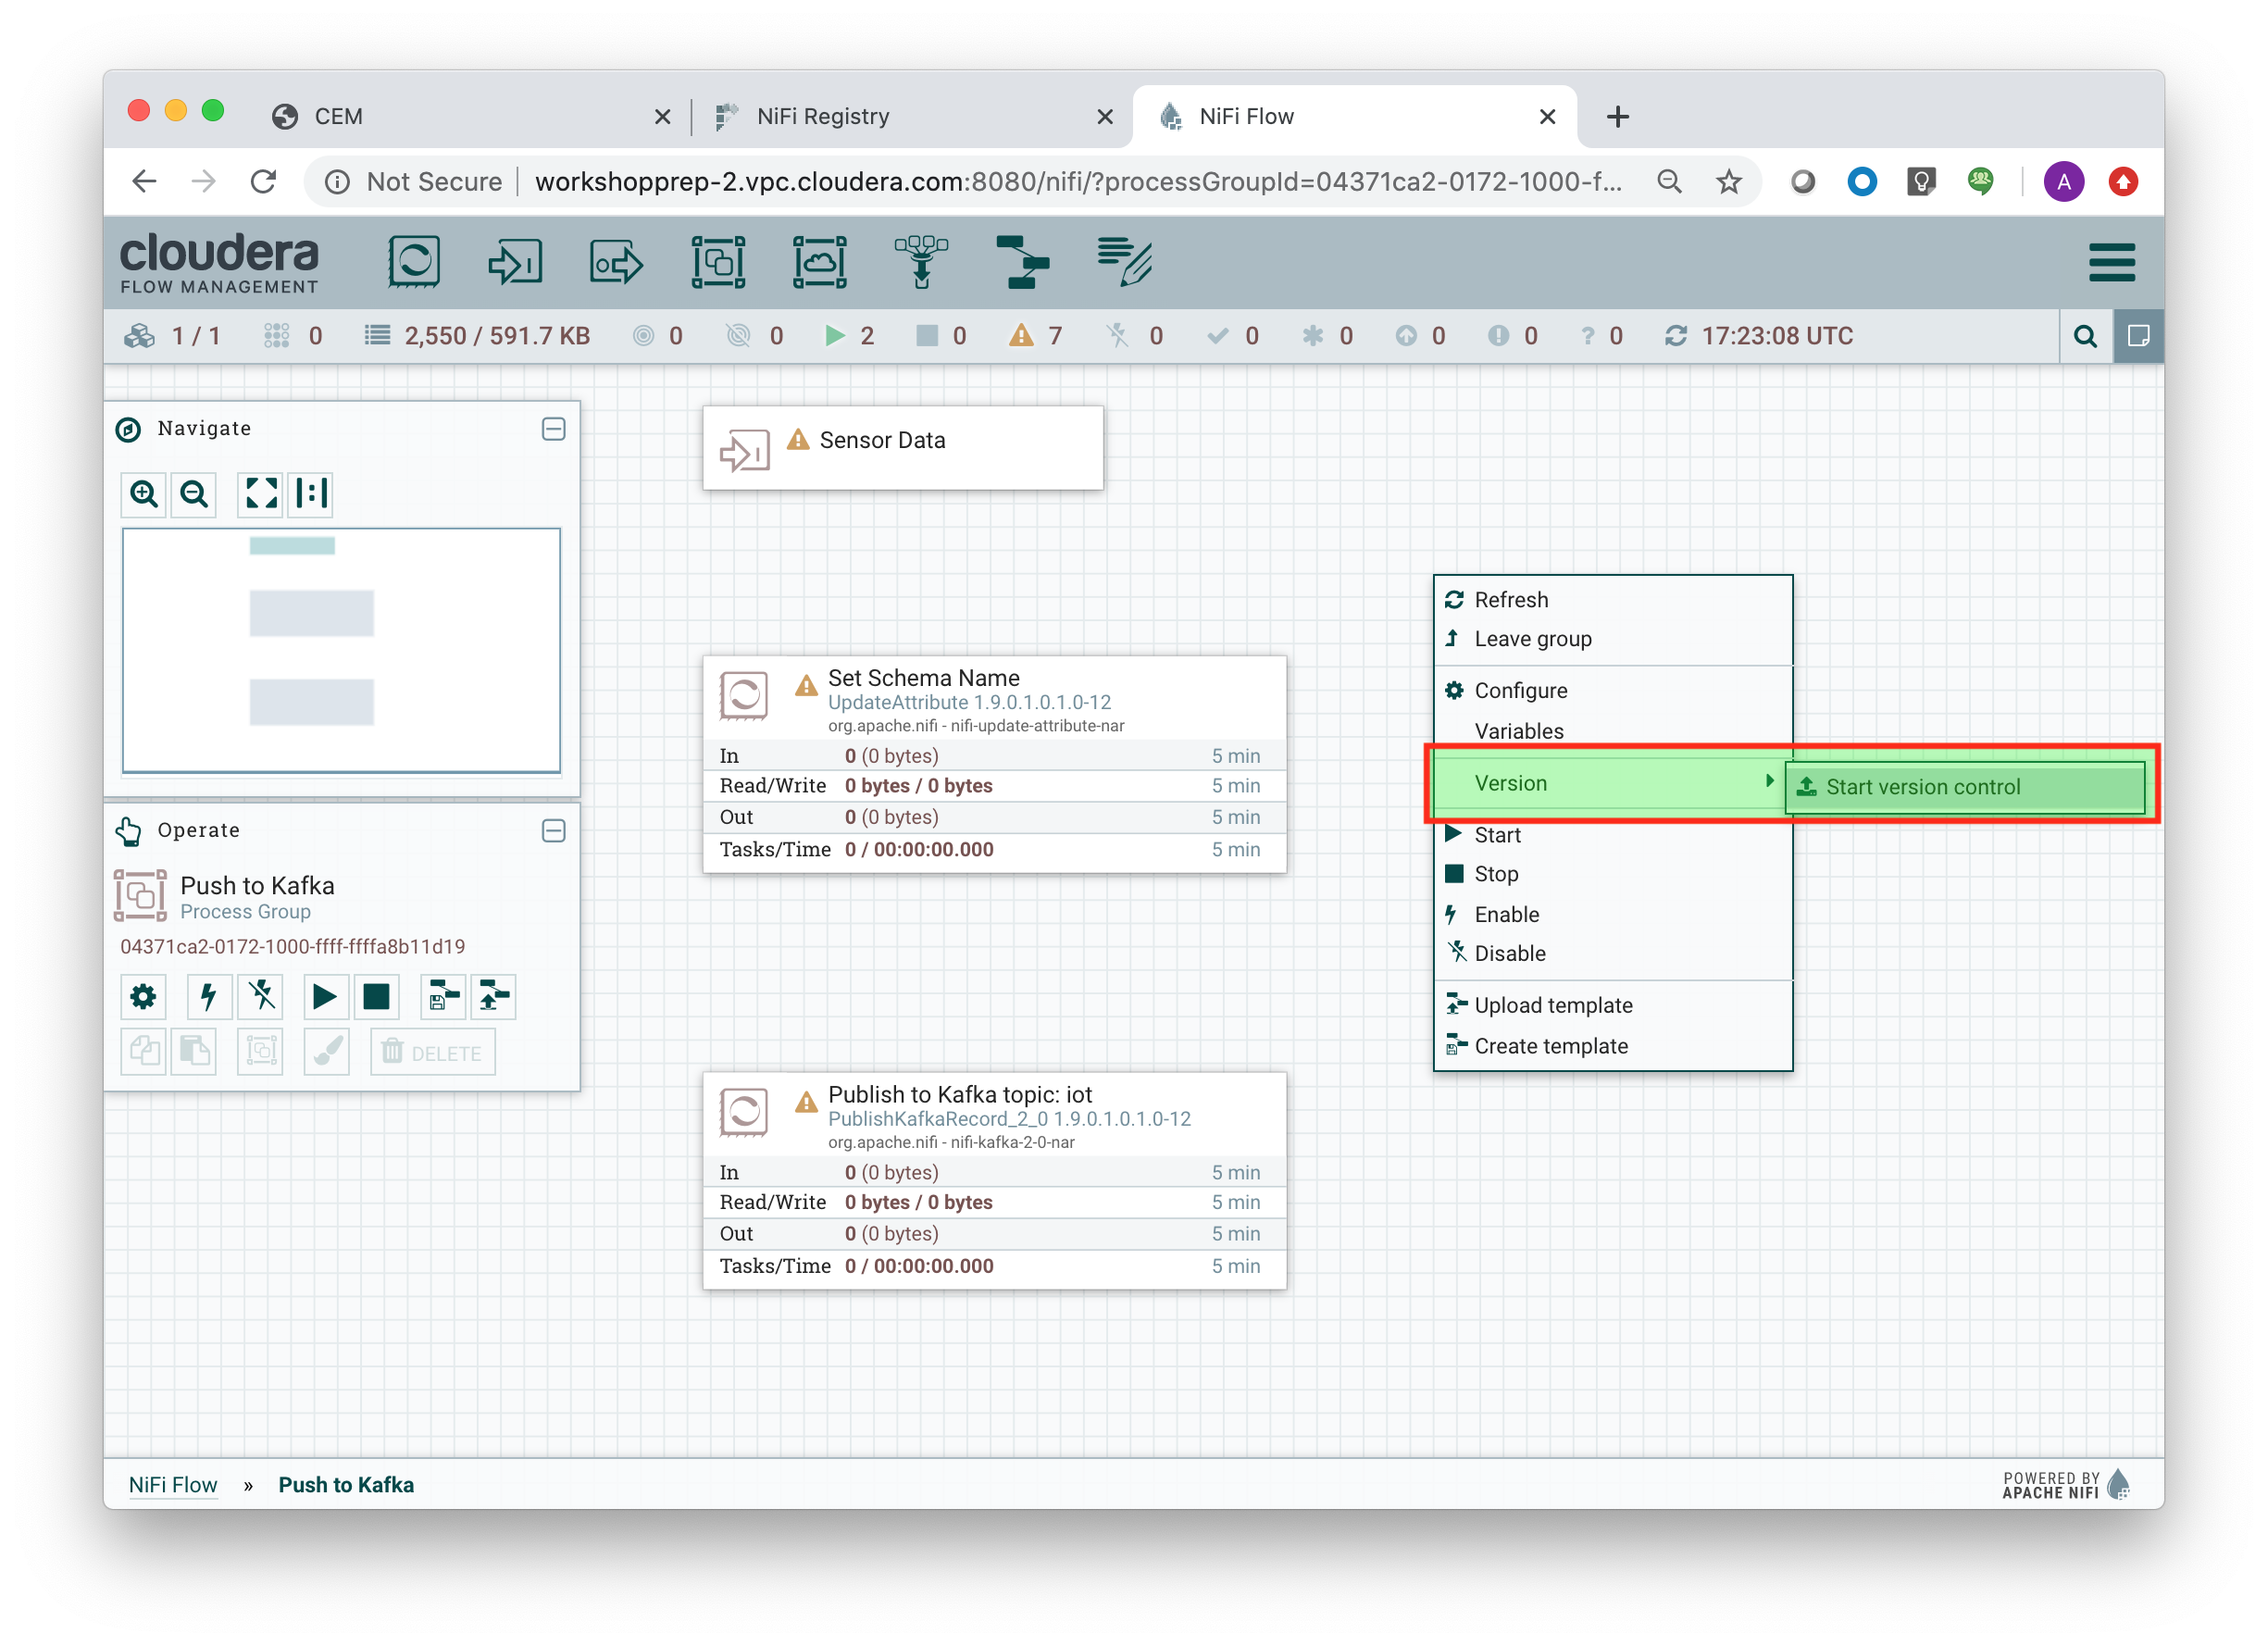 CEM
NiFi Registry
NiFi Flow
Not Secure
workshopprep-2.vpc.cloudera.com:8080/nifi/?processGroupId=04371ca2-0172-1000-f...
A
cloudera
FLOW MANAGEMENT
1 / 1
0
2,550 / 591.7 KB
0
0
2
0
7
0
0
0
0
0
? 0
17:23:08 UTC
Navigate
Operate
Push to Kafka
Process Group
04371ca2-0172-1000-ffff-ffffa8b11d19
DELETE
Sensor Data
Set Schema Name
UpdateAttribute 1.9.0.1.0.1.0-12
org.apache.nifi - nifi-update-attribute-nar
In 0 (0 bytes) 5 min
Read/Write 0 bytes / 0 bytes 5 min
Out 0 (0 bytes) 5 min
Tasks/Time 0 / 00:00:00.000 5 min
Publish to Kafka topic: iot
PublishKafkaRecord_2_0 1.9.0.1.0.1.0-12
org.apache.nifi - nifi-kafka-2-0-nar
In 0 (0 bytes) 5 min
Read/Write 0 bytes / 0 bytes 5 min
Out 0 (0 bytes) 5 min
Tasks/Time 0 / 00:00:00.000 5 min
Refresh
Leave group
Configure
Variables
Version
Start version control
Start
Stop
Enable
Disable
Upload template
Create template
NiFi Flow » Push to Kafka
POWERED BY
APACHE NIFI